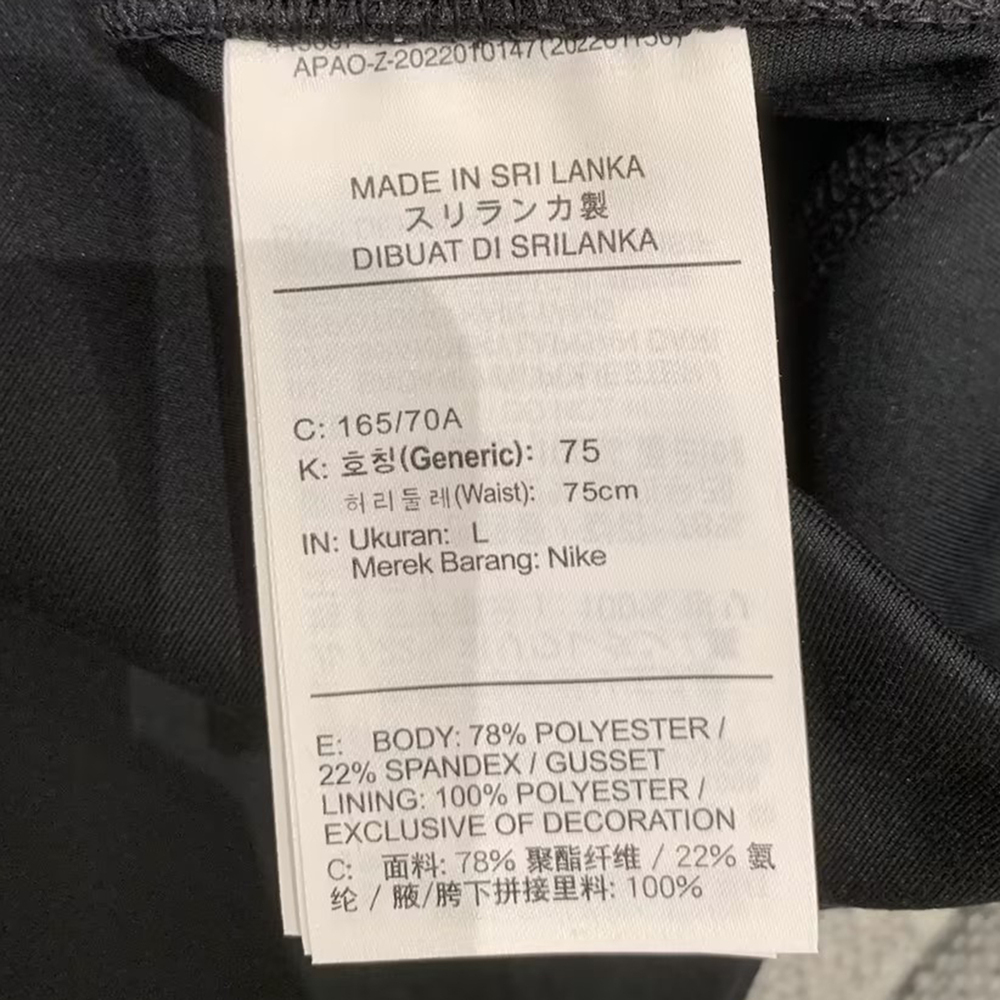 APAO-Z-2022010147(202201156)
MADE IN SRI LANKA
スリランカ製
DIBUAT DI SRILANKA
C: 165/70A
K: 호칭(Generic): 75
허리둘레(Waist): 75cm
IN: Ukuran: L
Merek Barang: Nike
E: BODY: 78% POLYESTER /
22% SPANDEX / GUSSET
LINING: 100% POLYESTER /
EXCLUSIVE OF DECORATION
C: 面料: 78% 聚酯纤维 / 22% 氨
纶 / 腋/胯下拼接里料: 100%